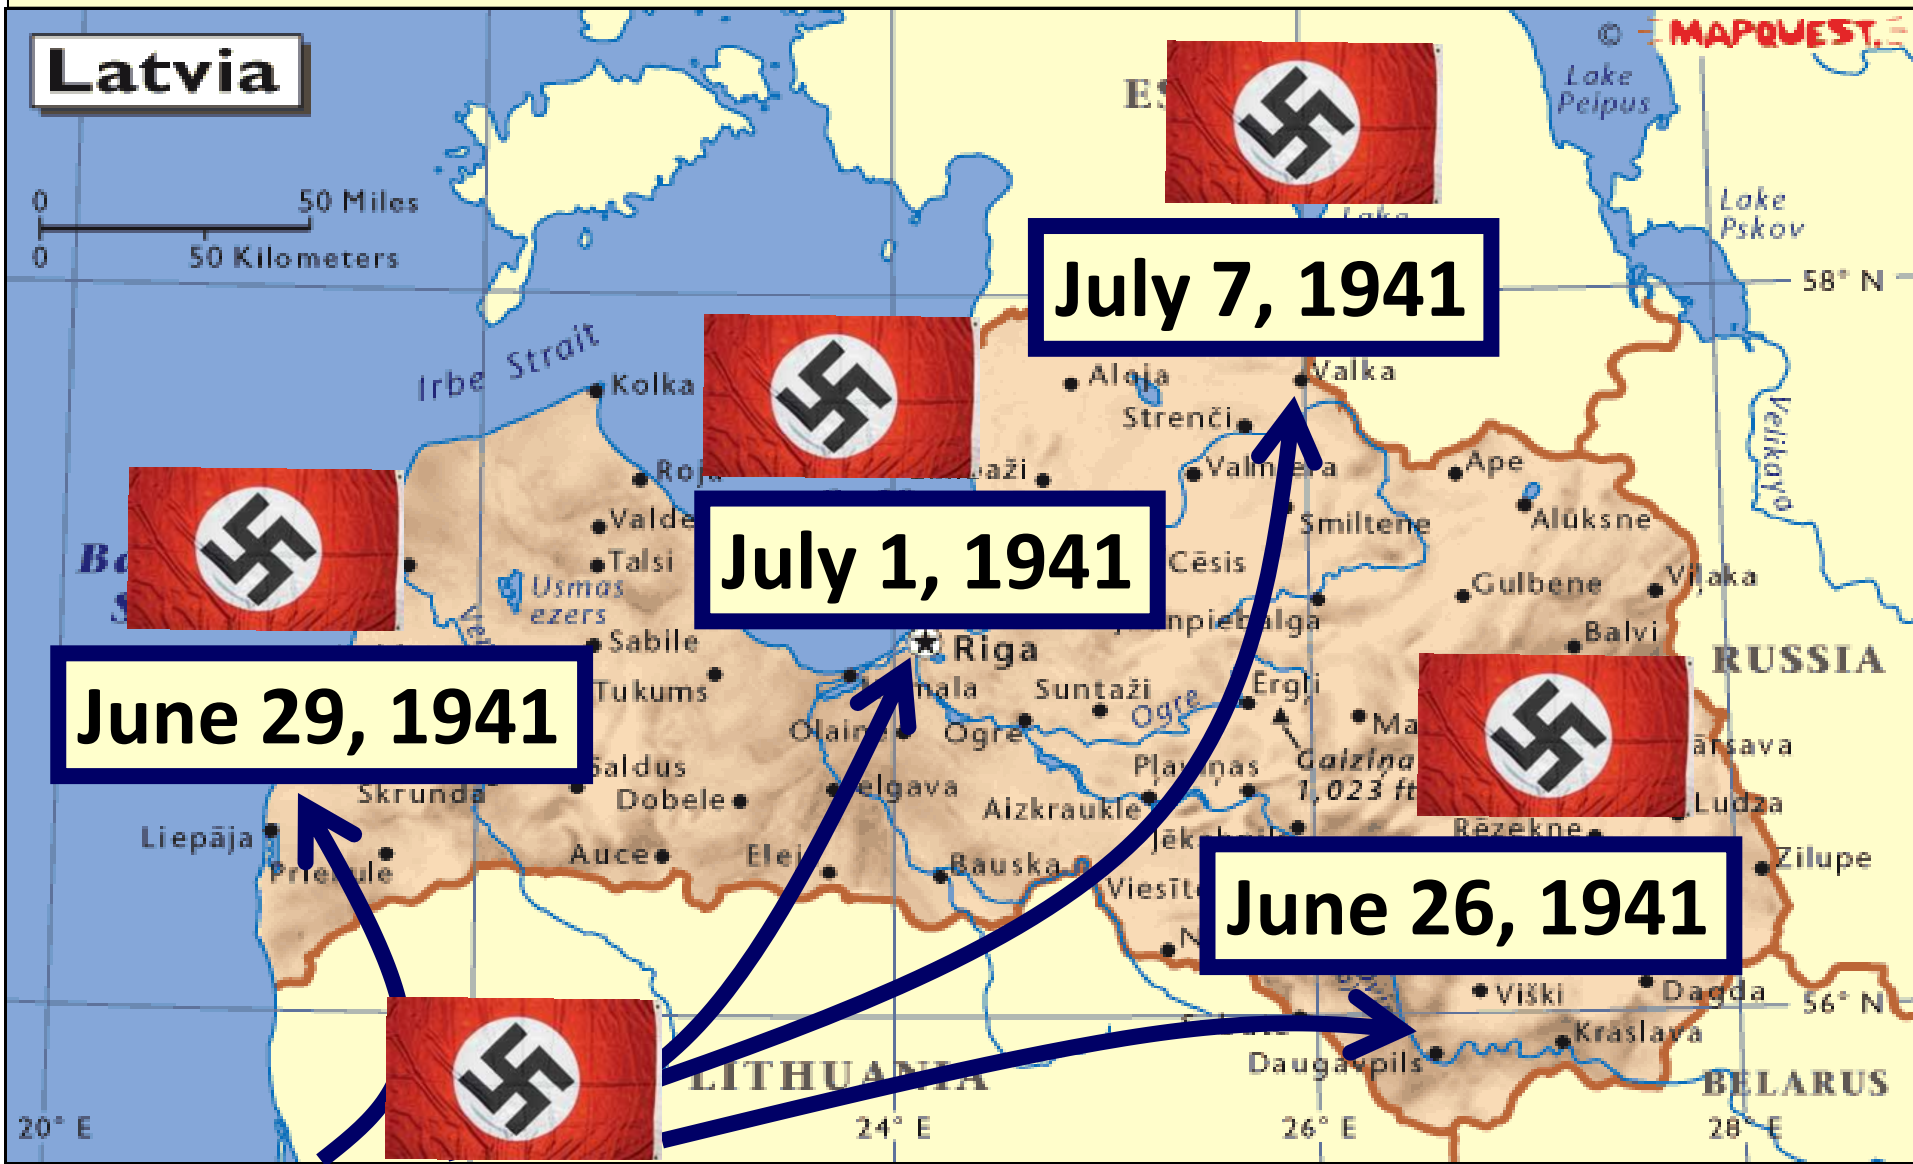 Latvia
© MAPQUEST.
Lake
Peipus
0 50 Miles
0 50 Kilometers
Lake
Pskov
Lake
July 7, 1941
58° N
Irbe Strait
Kolka
Aloja
Valka
Strenči
Valmiera
Ape
Velikaya
Roja
Smiltene
Alūksne
July 1, 1941
Talsi
Cēsis
Usmas
ezers
Gulbene
Viļaka
Sabile
Riga
Balvi
RUSSIA
June 29, 1941
Tukums
Suntaži
Ogre
Ērgļi
Olaine
Ogre
Pļaviņas
Gaiziņa
1,023 ft
Saldus
Skrunda
Dobele
Aizkraukle
Ludza
Liepāja
Rēzekne
Priekule
Auce
Bauska
Zilupe
June 26, 1941
Viški
Dagda
56° N
Krāslava
Daugavpils
LITHUANIA
BELARUS
20° E
24° E
26° E
28° E